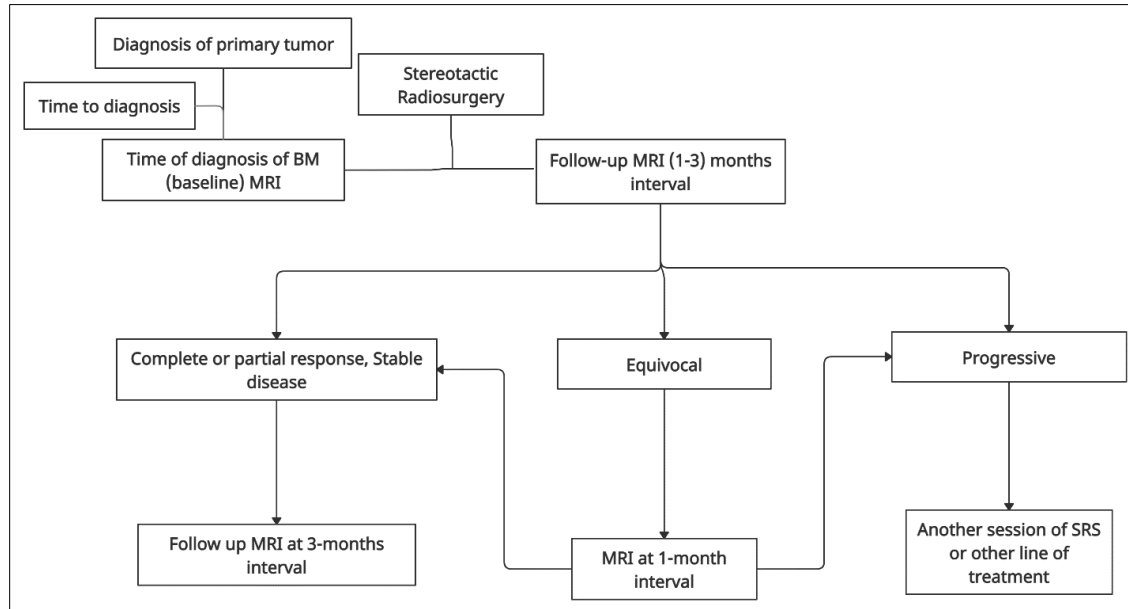 Diagnosis of primary tumor
Stereotactic
Radiosurgery
Time to diagnosis
Time of diagnosis of BM
(baseline) MRI
Follow-up MRI (1-3) months
interval
Complete or partial response, Stable
disease
Equivocal
Progressive
Follow up MRI at 3-months
interval
MRI at 1-month
interval
Another session of SRS
or other line of
treatment